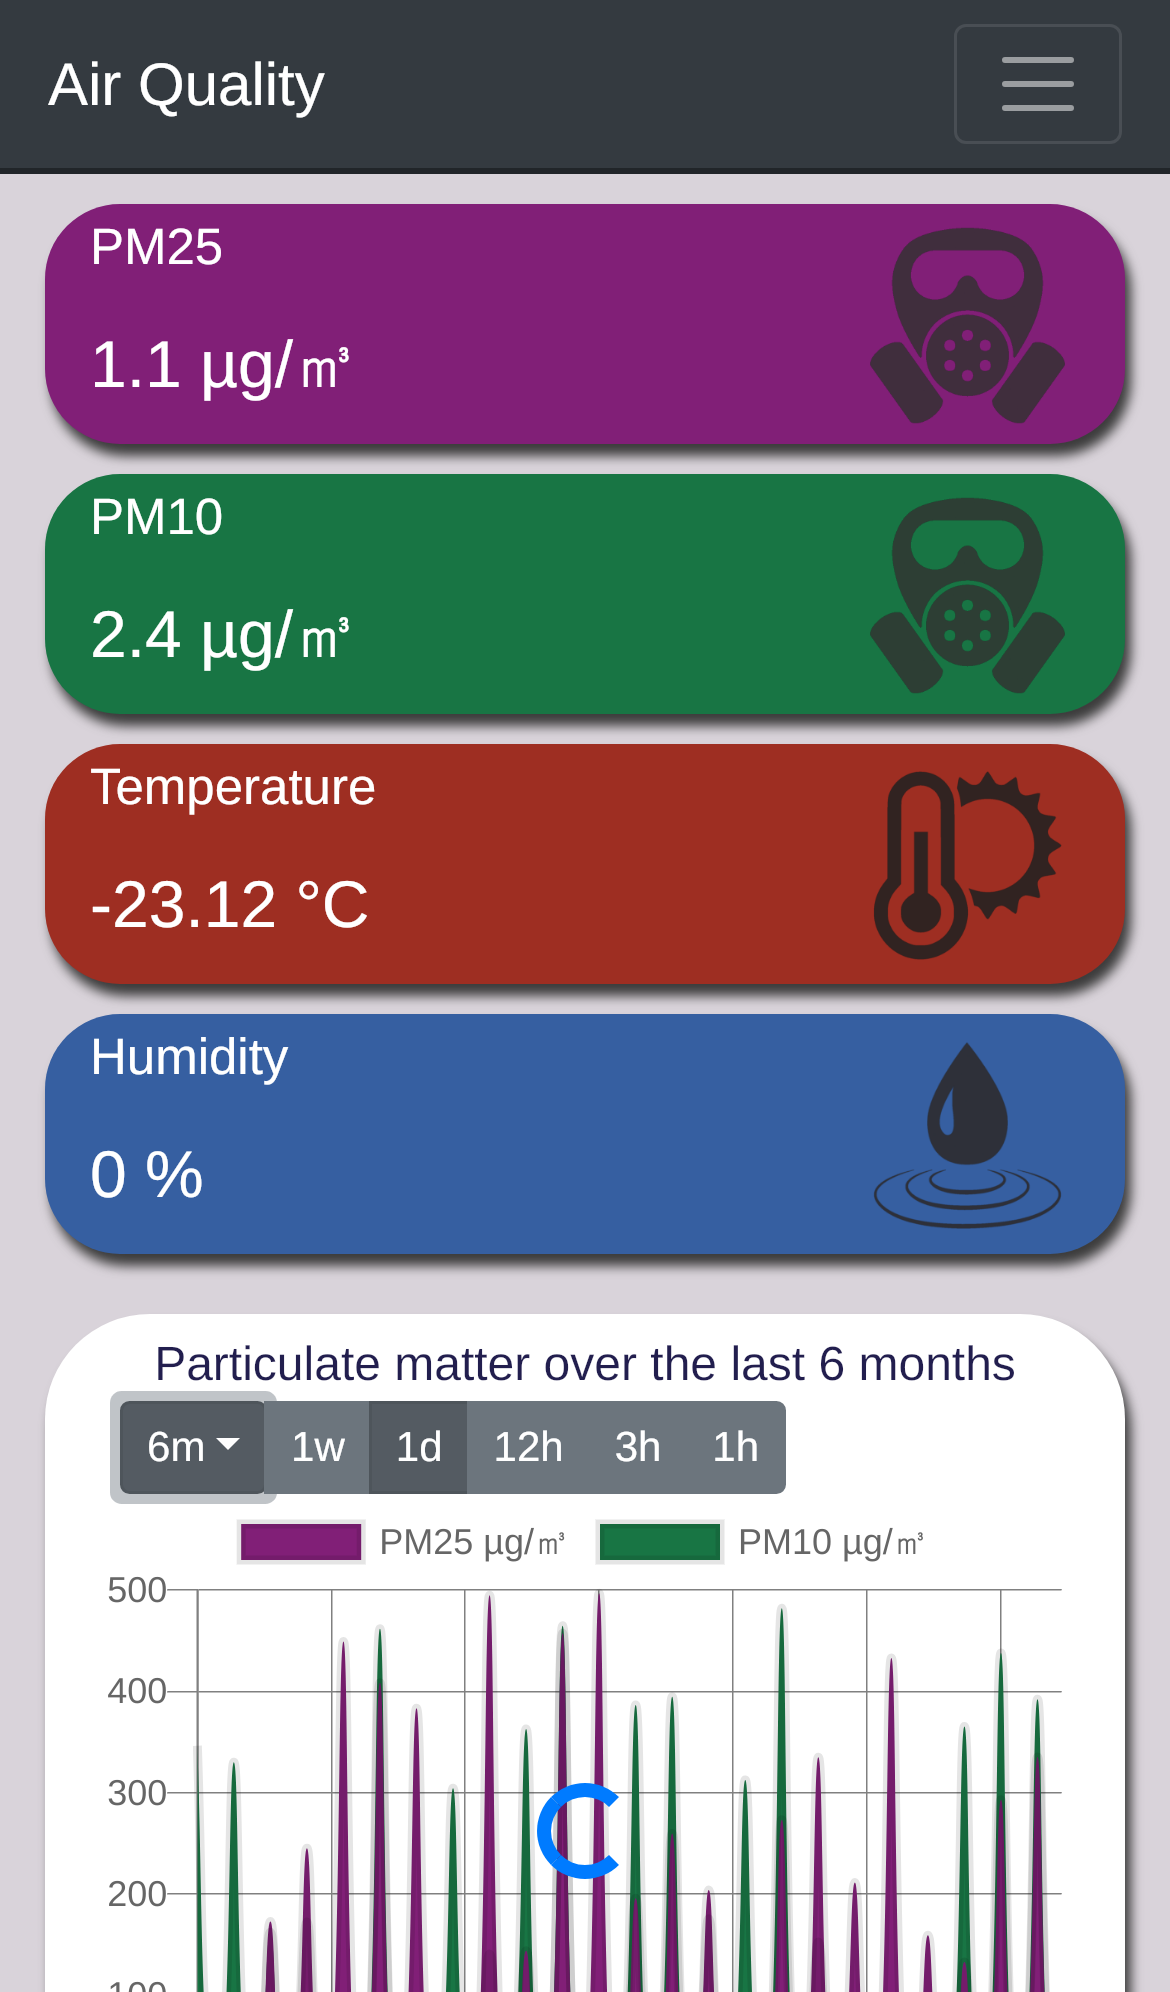 Air Quality
PM25
1.1 µg/㎥
PM10
2.4 µg/㎥
Temperature
-23.12 °C
Humidity
0 %
Particulate matter over the last 6 months
6m 1w 1d 12h 3h 1h
PM25 µg/㎥ PM10 µg/㎥
500
400
300
200
100